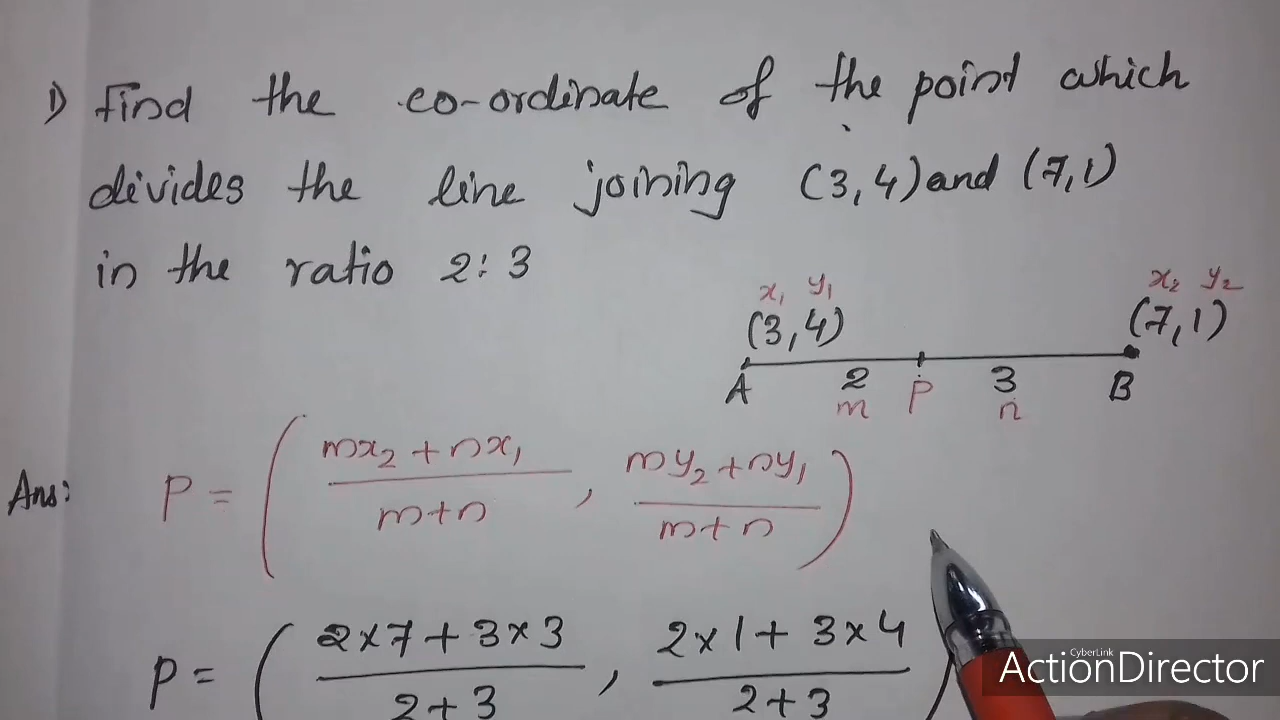 1) Find the co-ordinate of the point which
divides the line joining (3,4) and (7,1)
in the ratio 2:3
x₁ y₁ x₂ y₂
(3,4) (7,1)
A 2 P 3 B
m n
Ans: P = ( mx₂ + nx₁ / m+n , my₂ + ny₁ / m+n )
P = ( 2×7 + 3×3 / 2+3 , 2×1 + 3×4 / 2+3 )
CyberLink
ActionDirector